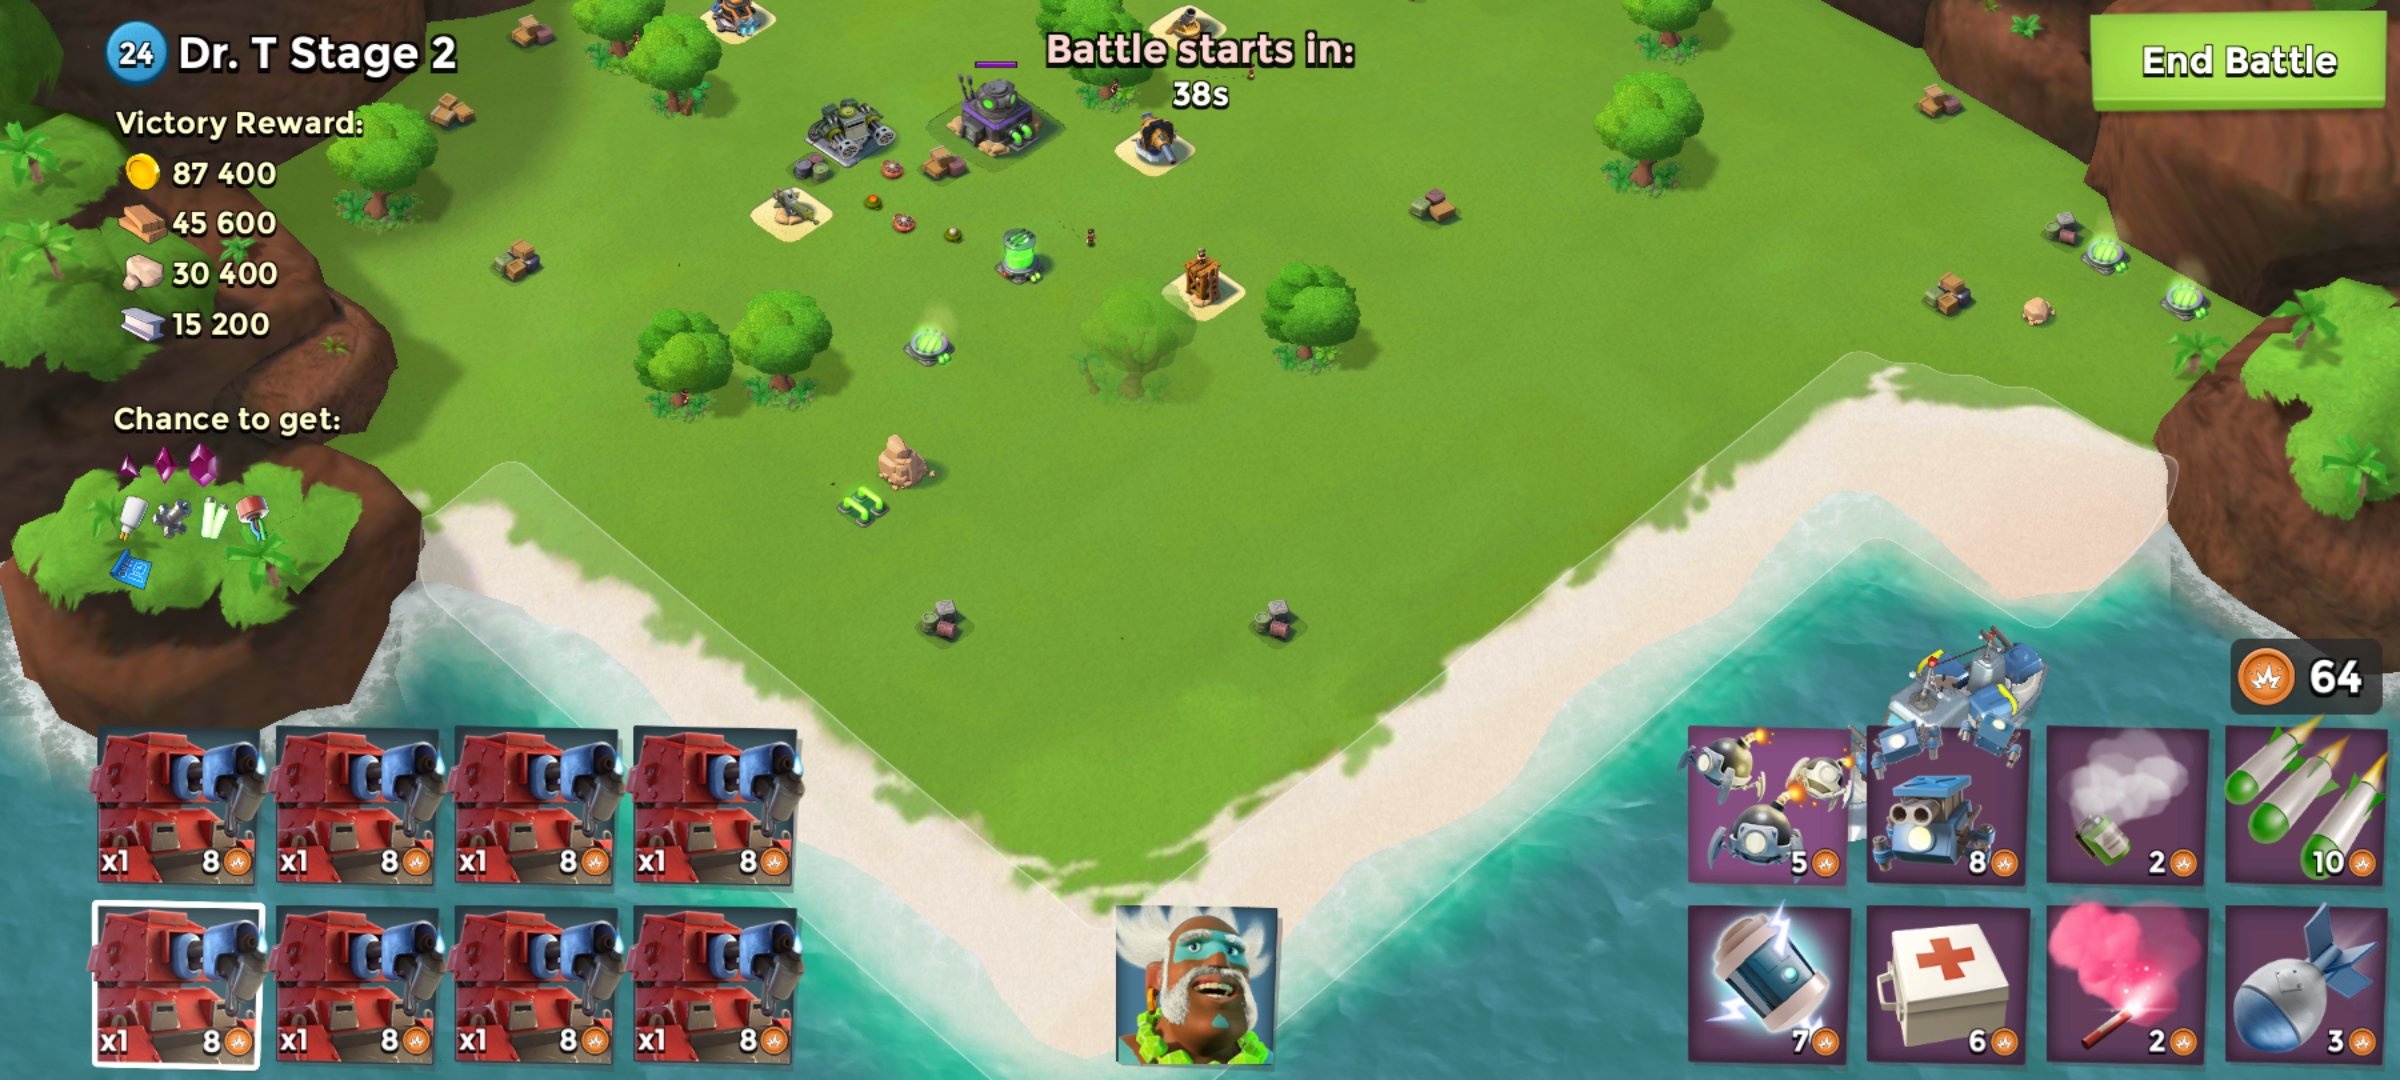 24 Dr. T Stage 2
Battle starts in:
38s
End Battle
Victory Reward:
87 400
45 600
30 400
15 200
Chance to get:
64
x1 8
x1 8
x1 8
x1 8
5
8
2
10
x1 8
x1 8
x1 8
x1 8
7
6
2
3